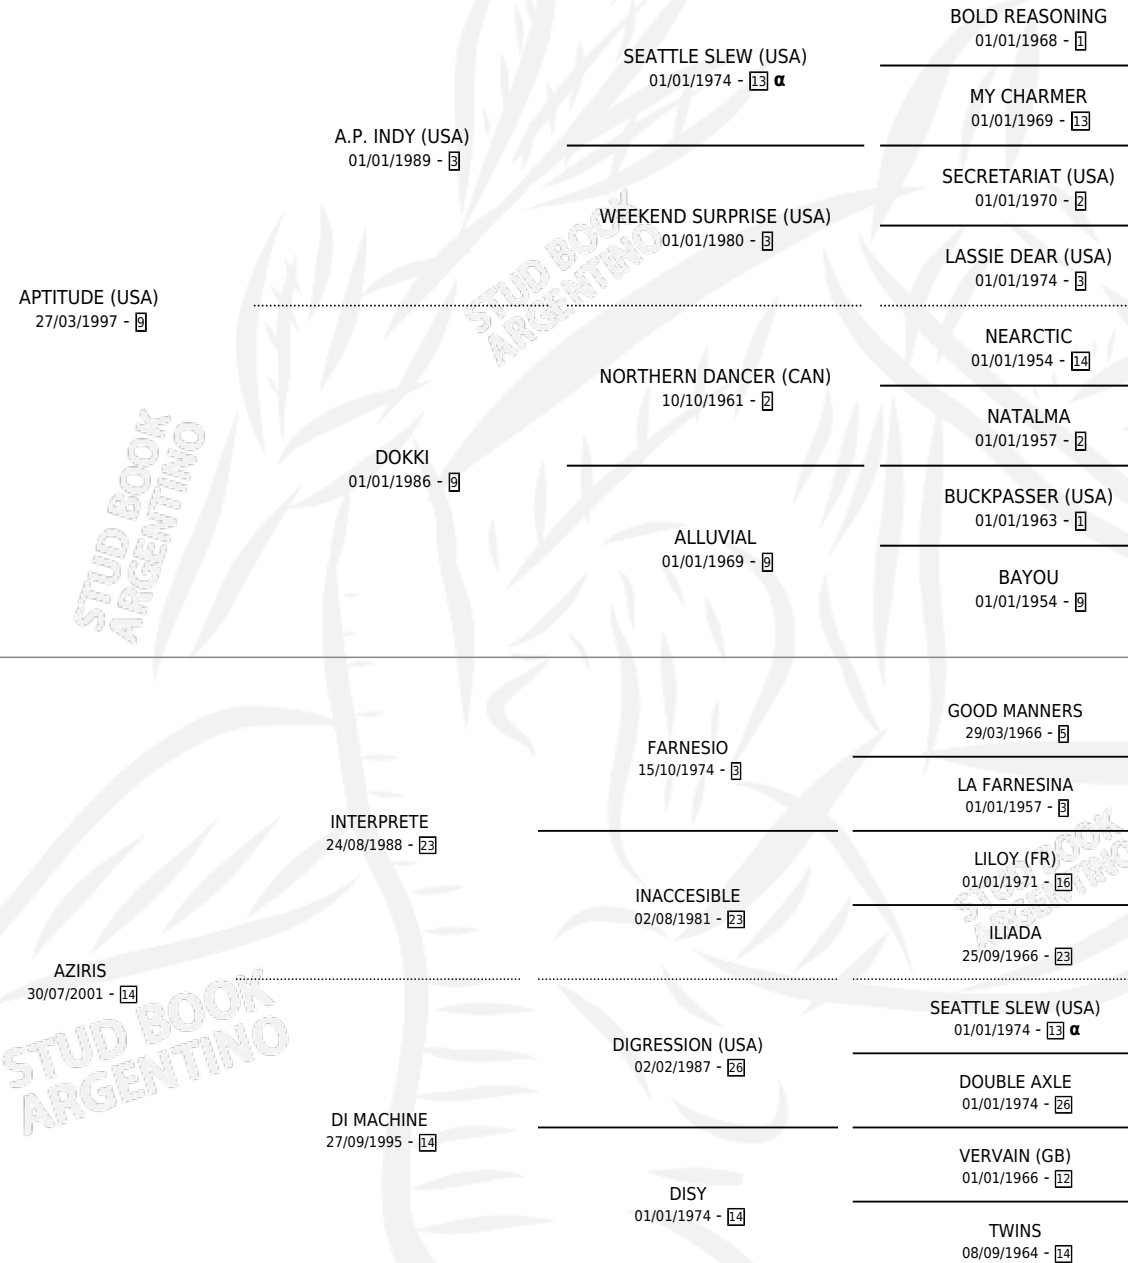 BOLD REASONING
01/01/1968 - 1
SEATTLE SLEW (USA)
01/01/1974 - 13 α
MY CHARMER
01/01/1969 - 13
A.P. INDY (USA)
01/01/1989 - 3
SECRETARIAT (USA)
01/01/1970 - 2
WEEKEND SURPRISE (USA)
01/01/1980 - 3
LASSIE DEAR (USA)
01/01/1974 - 3
STUD BOOK
ARGENTINO
APTITUDE (USA)
27/03/1997 - 9
NEARCTIC
01/01/1954 - 14
NORTHERN DANCER (CAN)
10/10/1961 - 2
NATALMA
01/01/1957 - 2
DOKKI
01/01/1986 - 9
BUCKPASSER (USA)
01/01/1963 - 1
ALLUVIAL
01/01/1969 - 9
BAYOU
01/01/1954 - 9
STUD BOOK
ARGENTINO
GOOD MANNERS
29/03/1966 - 5
FARNESIO
15/10/1974 - 3
LA FARNESINA
01/01/1957 - 3
INTERPRETE
24/08/1988 - 23
LILOY (FR)
01/01/1971 - 16
INACCESIBLE
02/08/1981 - 23
ILIADA
25/09/1966 - 23
STUD BOOK
ARGENTINO
AZIRIS
30/07/2001 - 14
SEATTLE SLEW (USA)
01/01/1974 - 13 α
DIGRESSION (USA)
02/02/1987 - 26
DOUBLE AXLE
01/01/1974 - 26
STUD BOOK
ARGENTINO
DI MACHINE
27/09/1995 - 14
VERVAIN (GB)
01/01/1966 - 12
DISY
01/01/1974 - 14
TWINS
08/09/1964 - 14